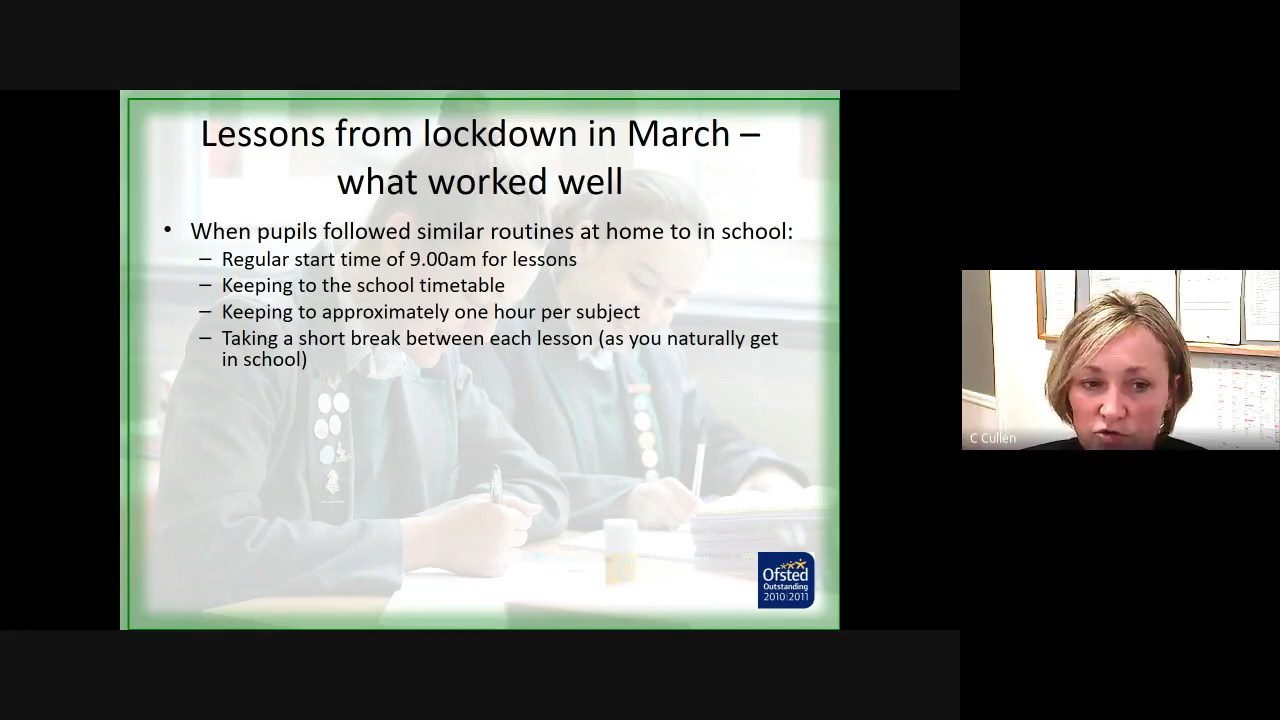 Lessons from lockdown in March –
what worked well
• When pupils followed similar routines at home to in school:
– Regular start time of 9.00am for lessons
– Keeping to the school timetable
– Keeping to approximately one hour per subject
– Taking a short break between each lesson (as you naturally get
in school)
Ofsted
Outstanding
2010|2011
C Cullen